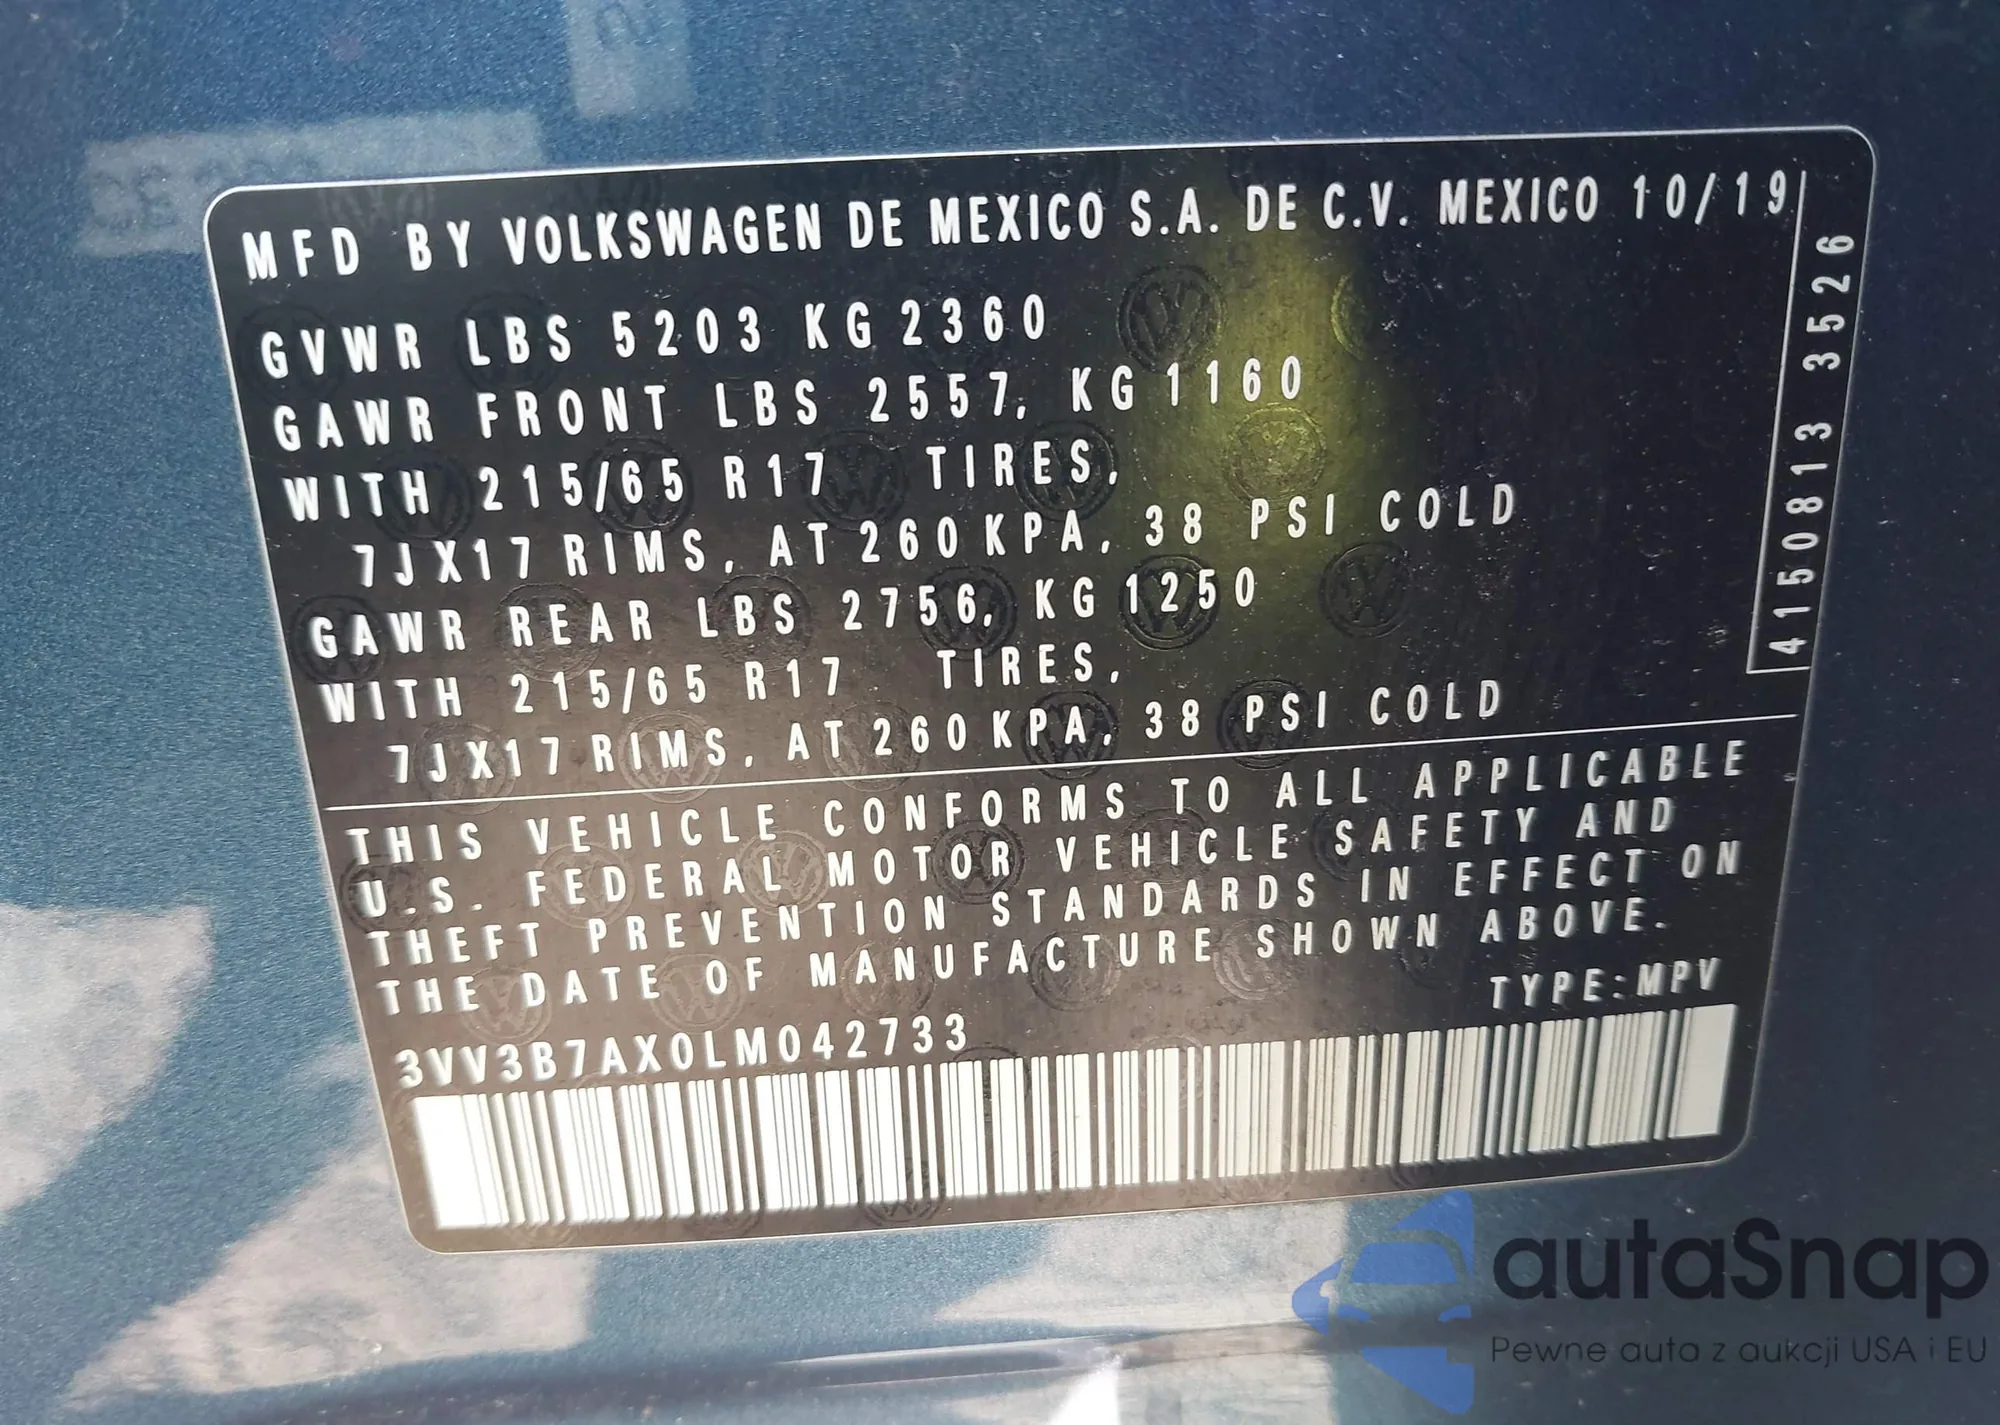 MFD BY VOLKSWAGEN DE MEXICO S.A. DE C.V. MEXICO 10/19
GVWR LBS 5203 KG 2360
GAWR FRONT LBS 2557, KG 1160
WITH 215/65 R17 TIRES,
7JX17 RIMS, AT 260 KPA, 38 PSI COLD
GAWR REAR LBS 2756, KG 1250
WITH 215/65 R17 TIRES,
7JX17 RIMS, AT 260 KPA, 38 PSI COLD
4150813 3526
THIS VEHICLE CONFORMS TO ALL APPLICABLE
U.S. FEDERAL MOTOR VEHICLE SAFETY AND
THEFT PREVENTION STANDARDS IN EFFECT ON
THE DATE OF MANUFACTURE SHOWN ABOVE.
TYPE:MPV
3VV3B7AX0LM042733
autaSnap
Pewne auta z aukcji USA i EU